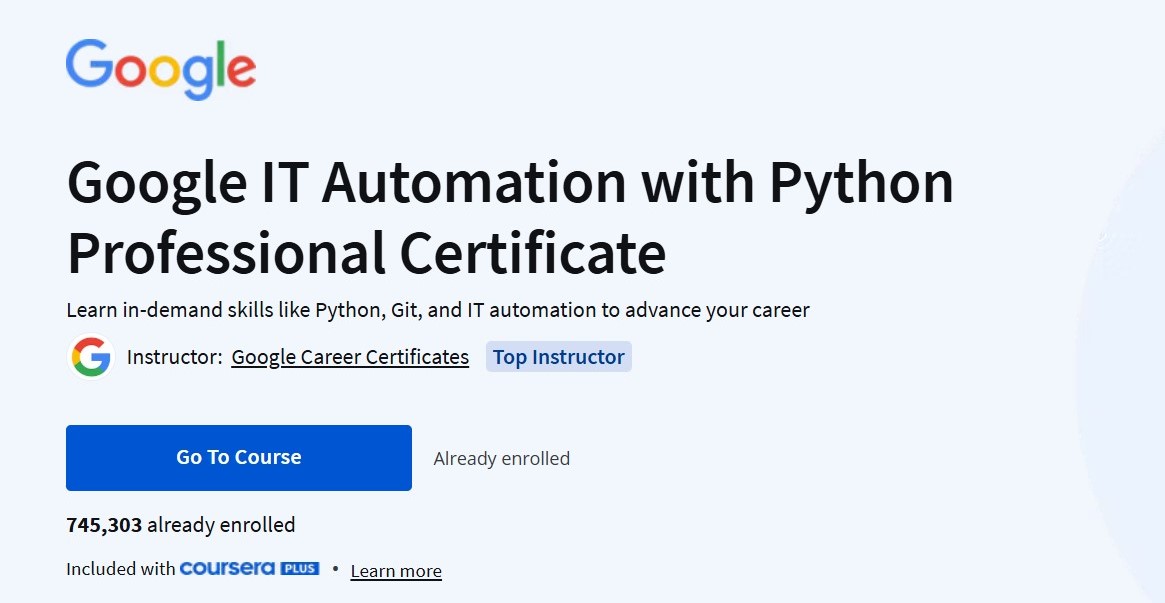 Google
Google IT Automation with Python
Professional Certificate
Learn in-demand skills like Python, Git, and IT automation to advance your career
G Instructor: Google Career Certificates Top Instructor
Go To Course Already enrolled
745,303 already enrolled
Included with coursera PLUS • Learn more